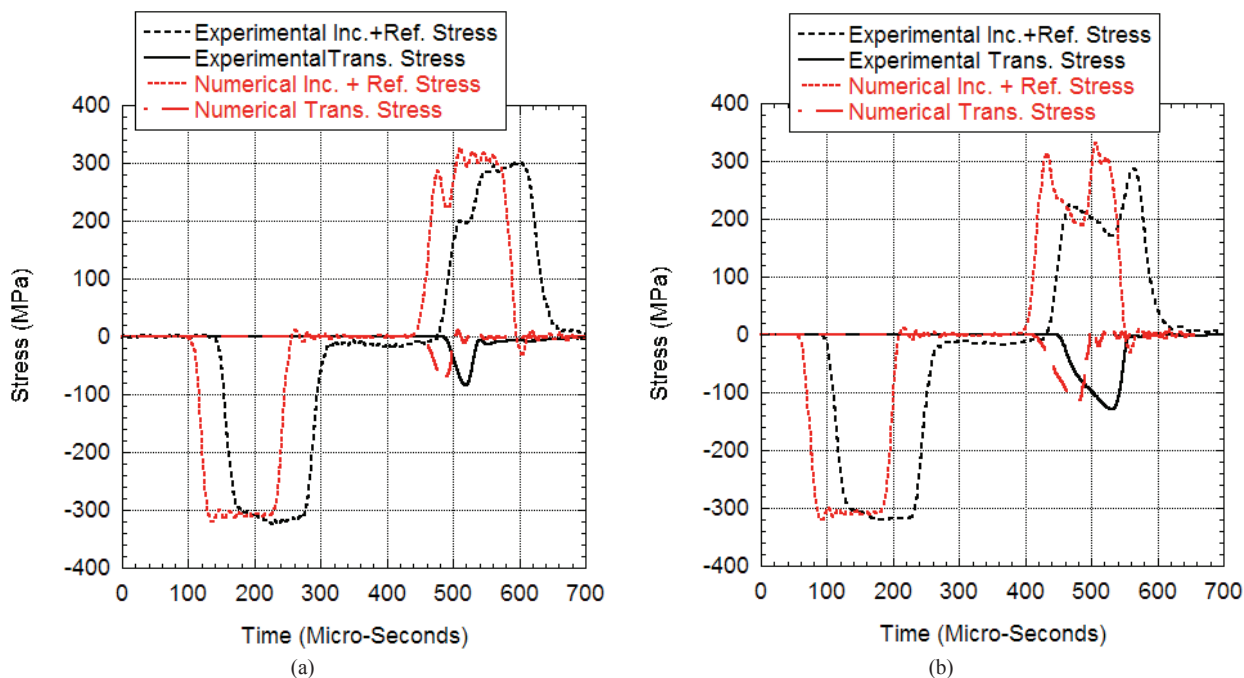 Experimental Inc.+Ref. Stress
ExperimentalTrans. Stress
Numerical Inc. + Ref. Stress
Numerical Trans. Stress
400
300
200
100
0
-100
-200
-300
-400
Stress (MPa)
0 100 200 300 400 500 600 700
Time (Micro-Seconds)
(a)
Experimental Inc.+Ref. Stress
Experimental Trans. Stress
Numerical Inc. + Ref. Stress
Numerical Trans. Stress
400
300
200
100
0
-100
-200
-300
-400
Stress (MPa)
0 100 200 300 400 500 600 700
Time (Micro-Seconds)
(b)